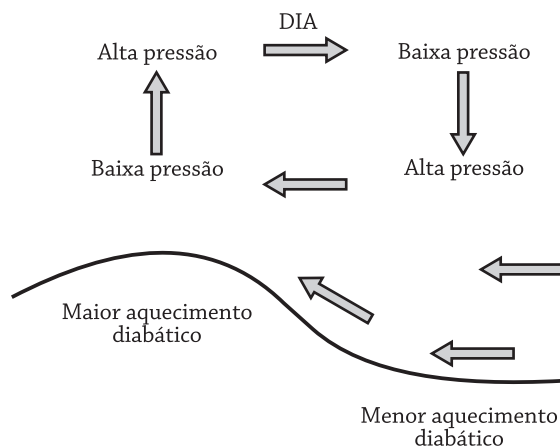 DIA
Alta pressão
Baixa pressão
Baixa pressão
Alta pressão
Maior aquecimento
diabático
Menor aquecimento
diabático